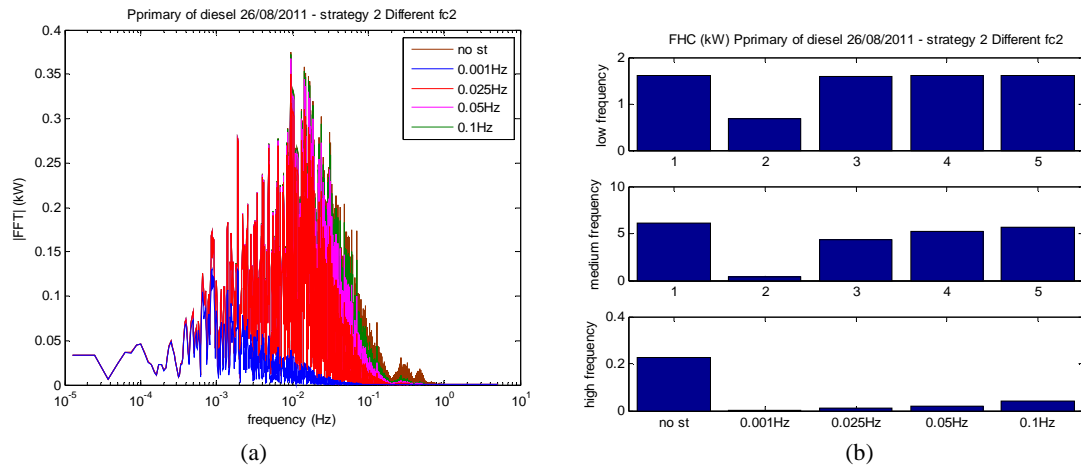 Pprimary of diesel 26/08/2011 - strategy 2 Different fc2
0.4
0.35
0.3
0.25
0.2
0.15
0.1
0.05
0
|FFT| (kW)
no st
0.001Hz
0.025Hz
0.05Hz
0.1Hz
10^-5 10^-4 10^-3 10^-2 10^-1 10^0 10^1
frequency (Hz)
(a)
FHC (kW) Pprimary of diesel 26/08/2011 - strategy 2 Different fc2
2
1
0
low frequency
1 2 3 4 5
10
5
0
medium frequency
1 2 3 4 5
0.4
0.2
0
high frequency
no st 0.001Hz 0.025Hz 0.05Hz 0.1Hz
(b)